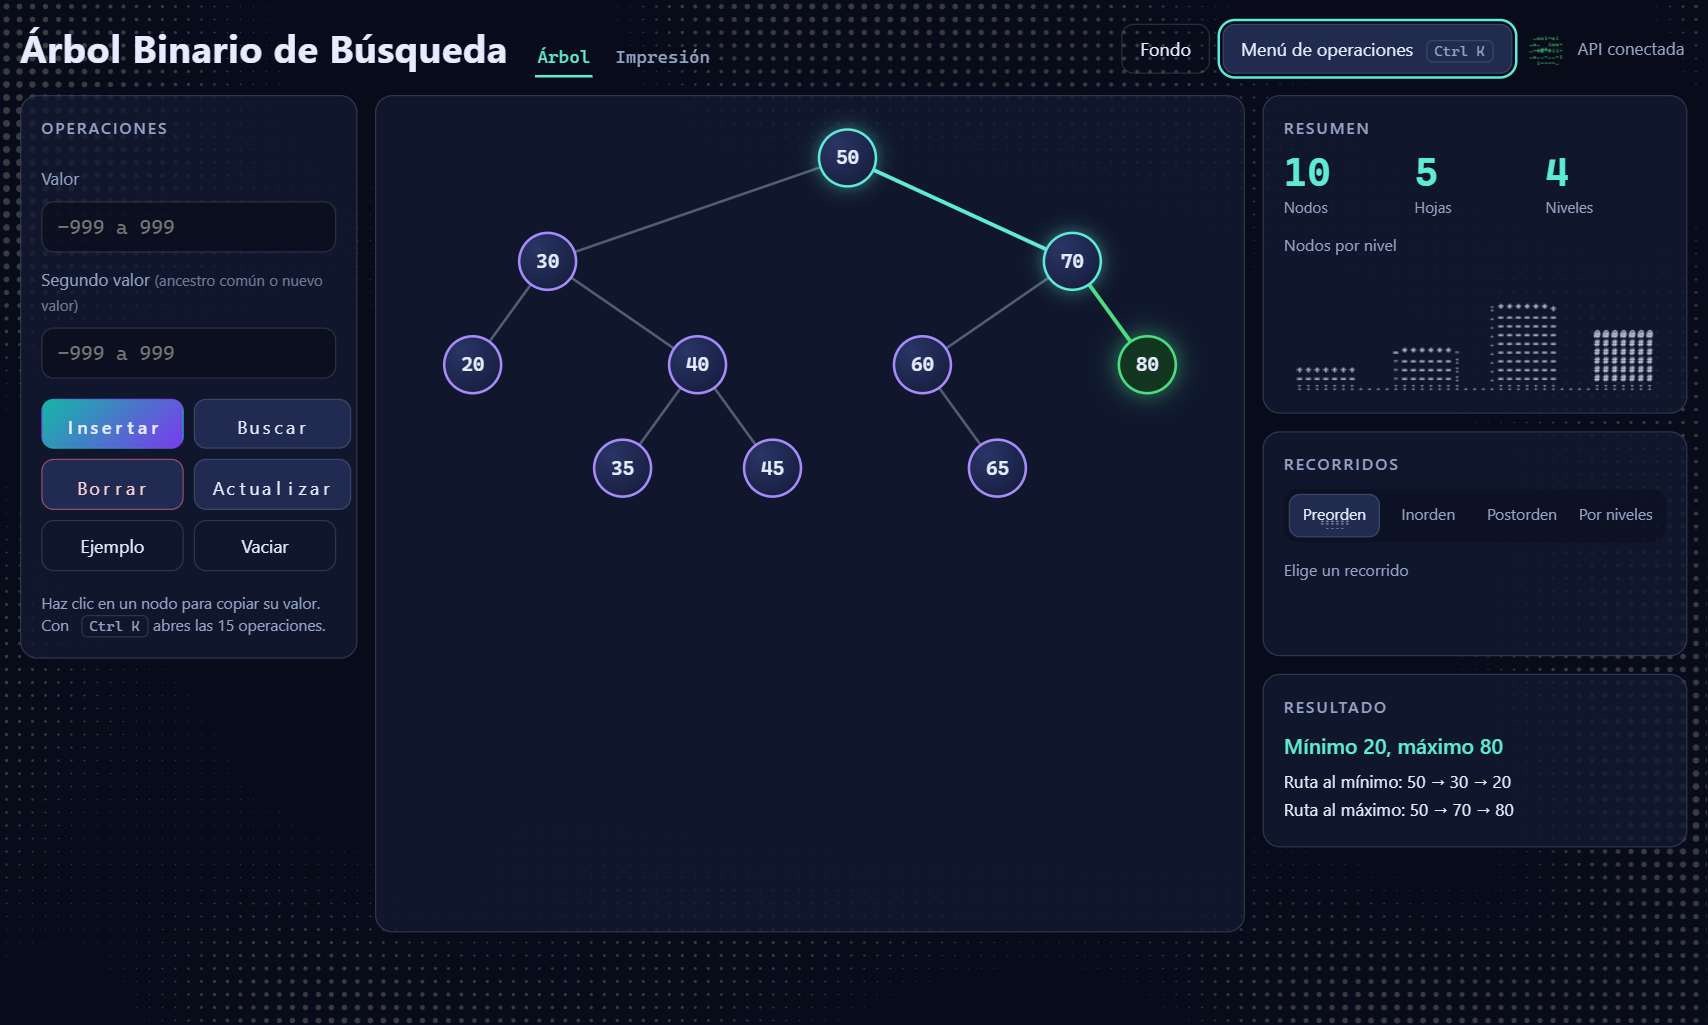 Árbol Binario de Búsqueda
Árbol
Impresión
Fondo
Menú de operaciones Ctrl K
API conectada
OPERACIONES
Valor
−999 a 999
Segundo valor (ancestro común o nuevo
valor)
−999 a 999
Insertar
Buscar
Borrar
Actualizar
Ejemplo
Vaciar
Haz clic en un nodo para copiar su valor.
Con Ctrl K abres las 15 operaciones.
50
30
70
20
40
60
80
35
45
65
RESUMEN
10
5
4
Nodos
Hojas
Niveles
Nodos por nivel
RECORRIDOS
Preorden
Inorden
Postorden
Por niveles
Elige un recorrido
RESULTADO
Mínimo 20, máximo 80
Ruta al mínimo: 50 → 30 → 20
Ruta al máximo: 50 → 70 → 80